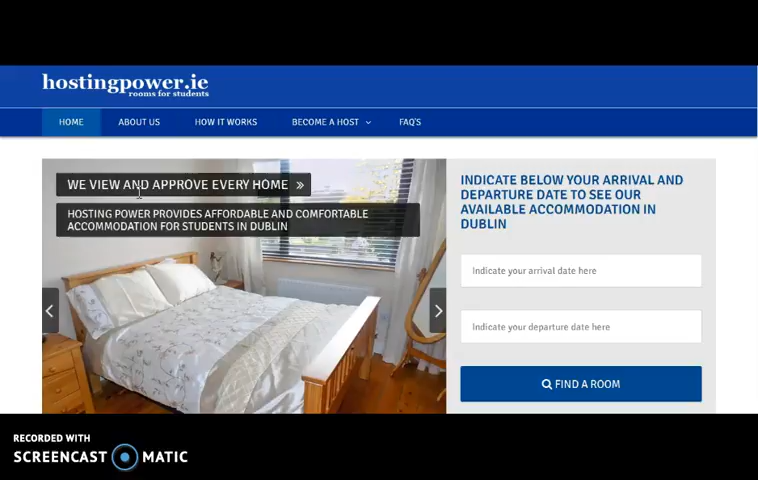 hostingpower.ie
rooms for students
HOME
ABOUT US
HOW IT WORKS
BECOME A HOST
FAQ'S
WE VIEW AND APPROVE EVERY HOME »
HOSTING POWER PROVIDES AFFORDABLE AND COMFORTABLE
ACCOMMODATION FOR STUDENTS IN DUBLIN
INDICATE BELOW YOUR ARRIVAL AND
DEPARTURE DATE TO SEE OUR
AVAILABLE ACCOMMODATION IN
DUBLIN
Indicate your arrival date here
Indicate your departure date here
FIND A ROOM
RECORDED WITH
SCREENCAST MATIC